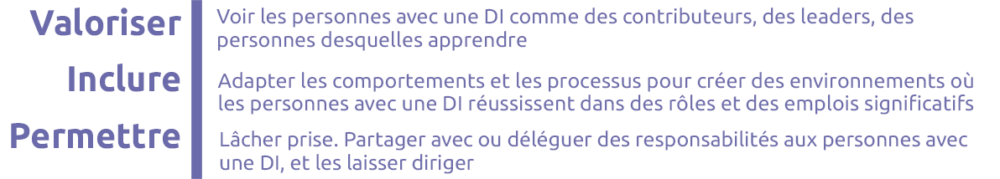 Valoriser
Voir les personnes avec une DI comme des contributeurs, des leaders, des
personnes desquelles apprendre
Inclure
Adapter les comportements et les processus pour créer des environnements où
les personnes avec une DI réussissent dans des rôles et des emplois significatifs
Permettre
Lâcher prise. Partager avec ou déléguer des responsabilités aux personnes avec
une DI, et les laisser diriger